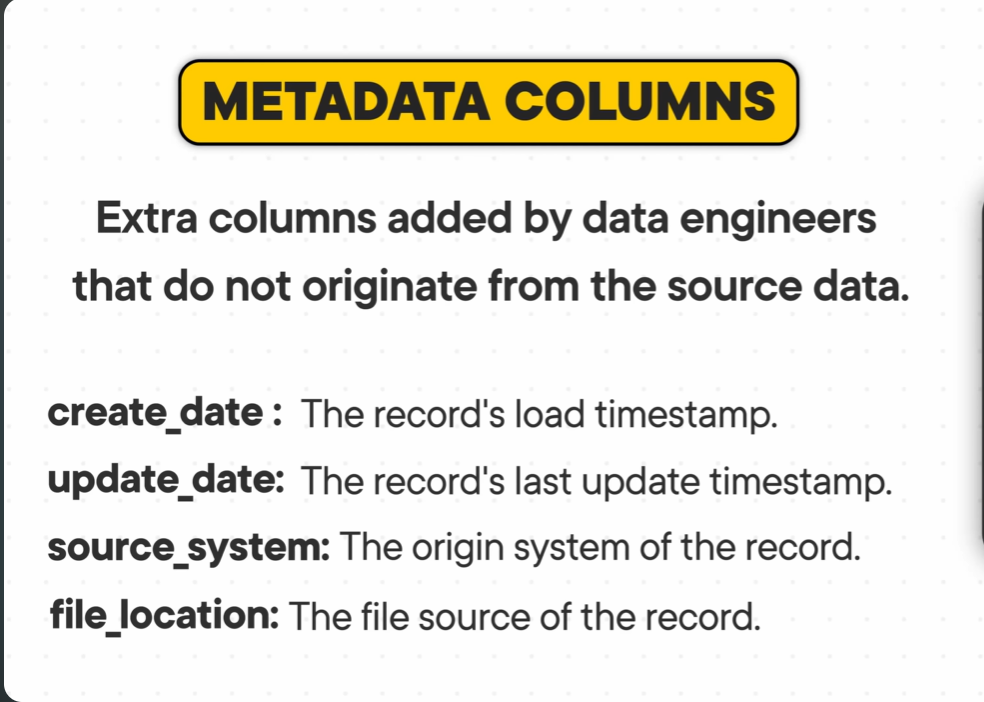 METADATA COLUMNS
Extra columns added by data engineers
that do not originate from the source data.
create_date : The record's load timestamp.
update_date: The record's last update timestamp.
source_system: The origin system of the record.
file_location: The file source of the record.